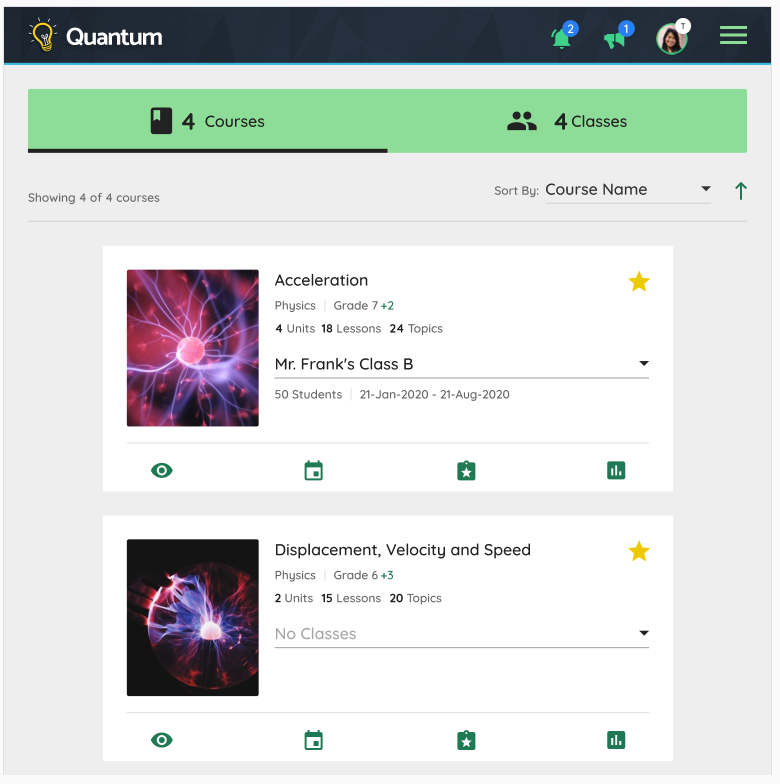 Quantum
2
1
T
4 Courses
4 Classes
Showing 4 of 4 courses
Sort By: Course Name
Acceleration
Physics | Grade 7 +2
4 Units 18 Lessons 24 Topics
Mr. Frank's Class B
50 Students | 21-Jan-2020 - 21-Aug-2020
Displacement, Velocity and Speed
Physics | Grade 6 +3
2 Units 15 Lessons 20 Topics
No Classes